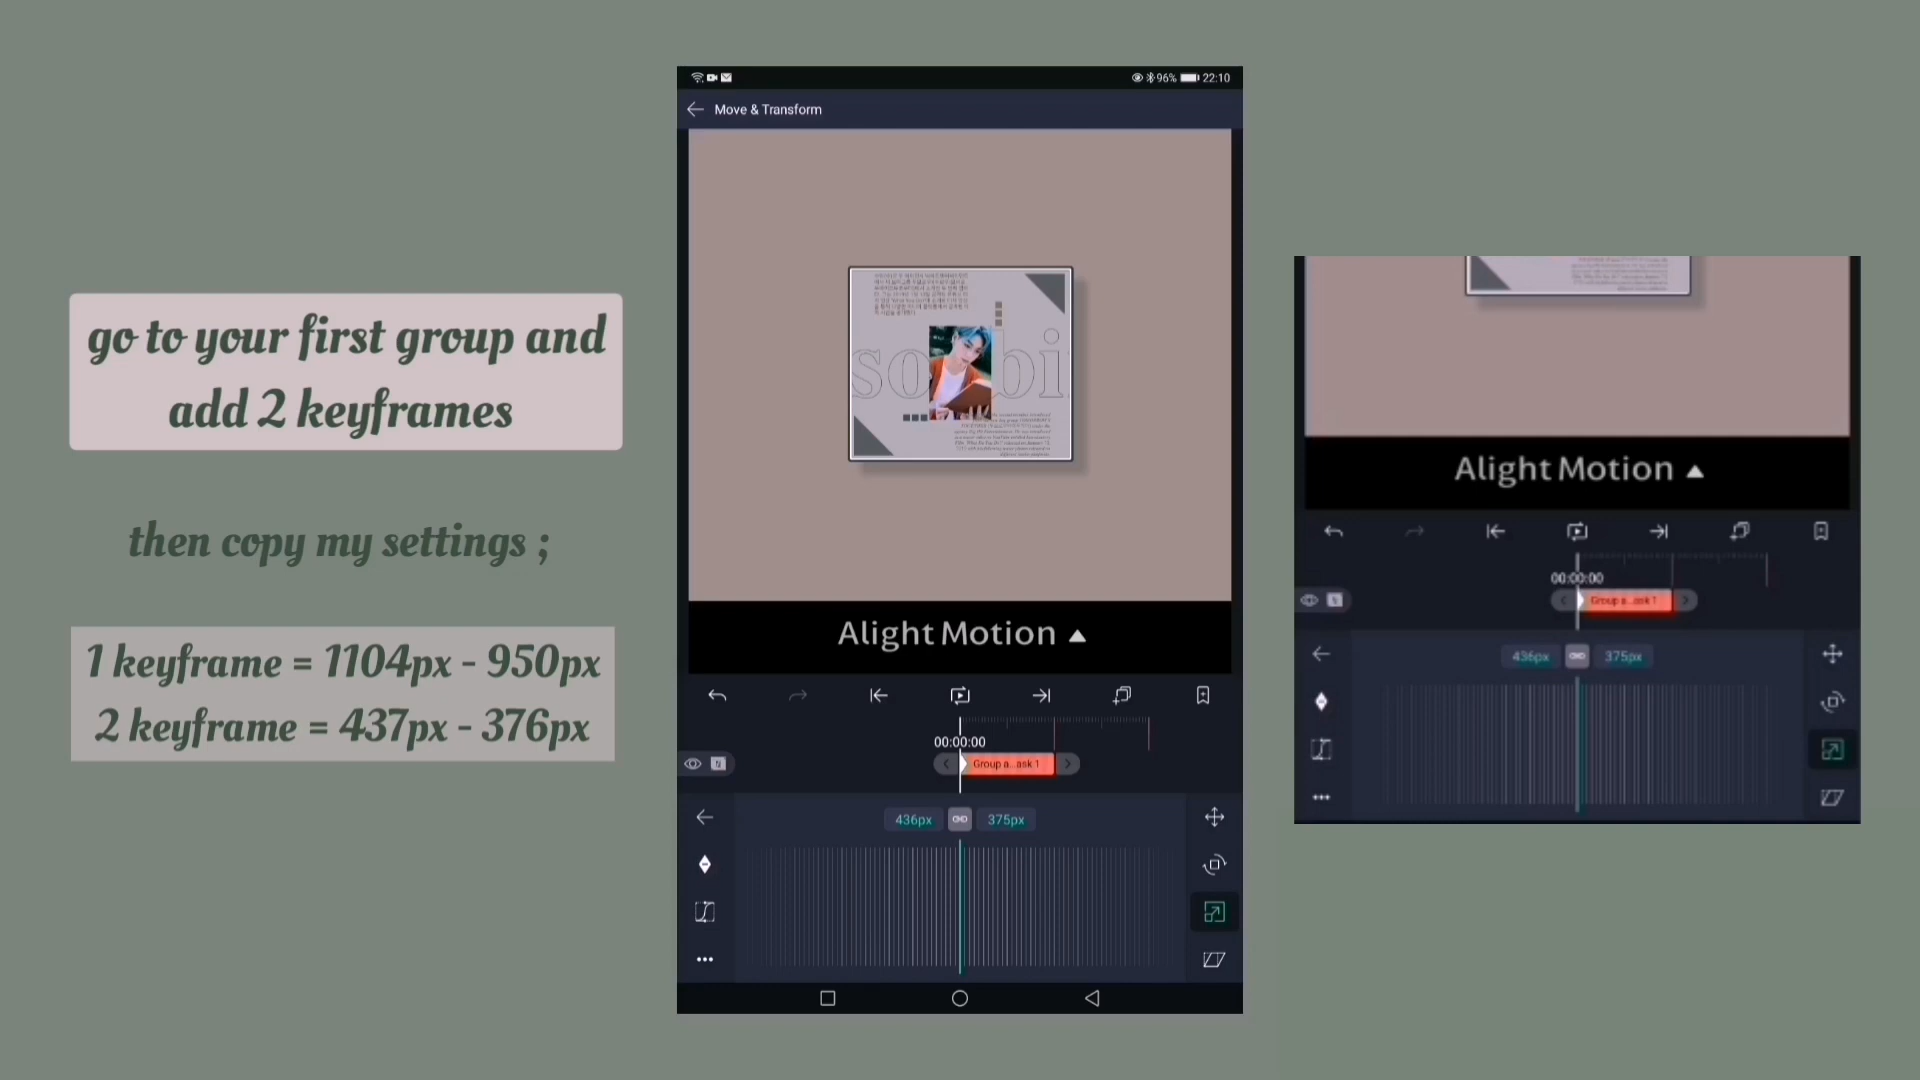 go to your first group and
add 2 keyframes
then copy my settings ;
1 keyframe = 1104px - 950px
2 keyframe = 437px - 376px
96% 22:10
Move & Transform
so bi
Alight Motion
00:00:00
Group a...ask 1
436px 375px
Alight Motion
00:00:00
Group a...ask 1
436px 375px